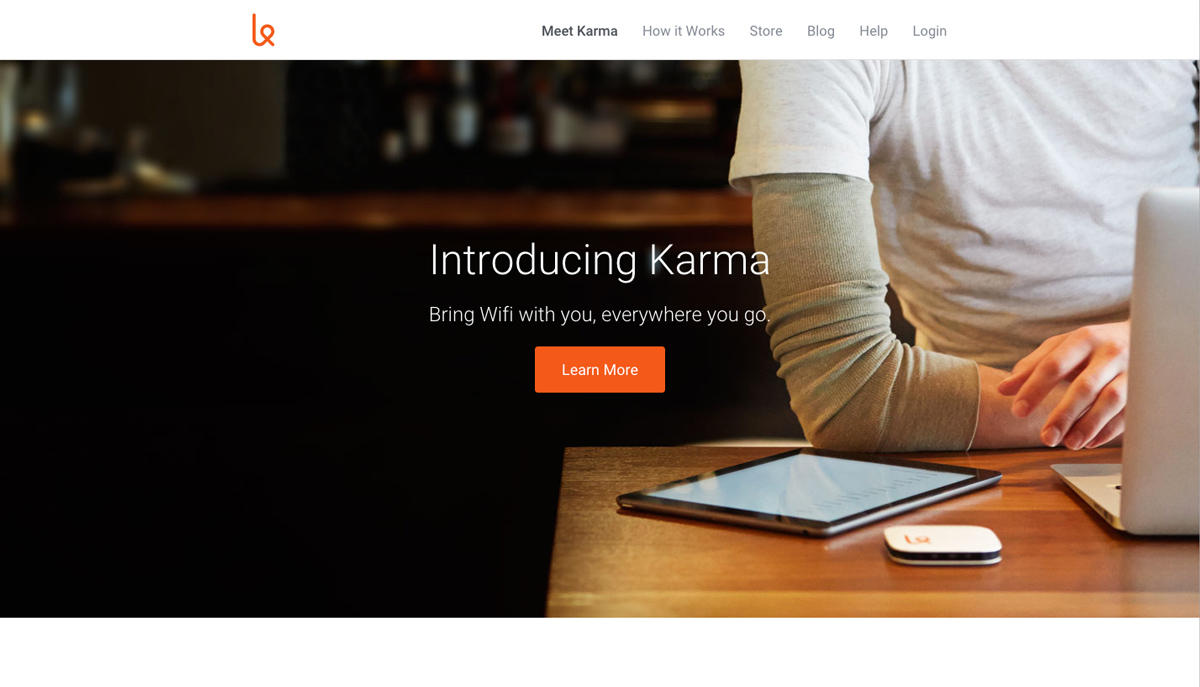 Meet Karma How it Works Store Blog Help Login
Introducing Karma
Bring Wifi with you, everywhere you go.
Learn More